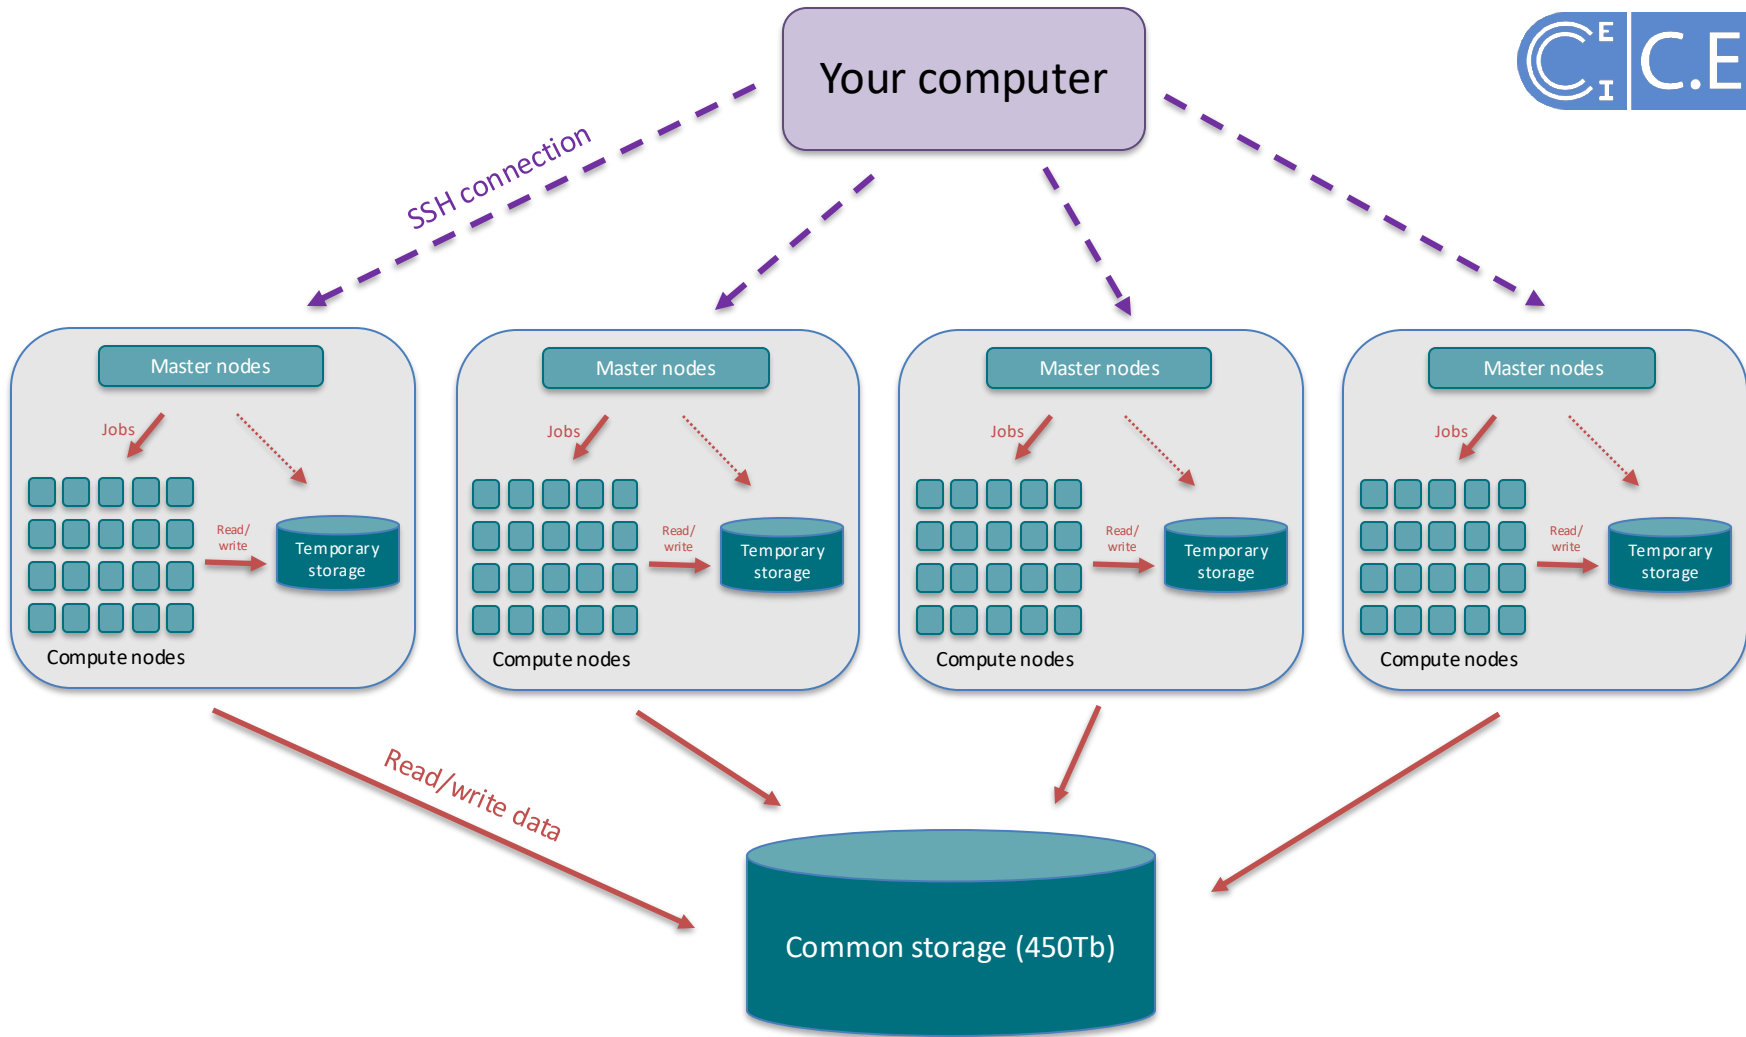 Your computer
C E I
C.E
SSH connection
Master nodes
Jobs
Read/
write
Temporary
storage
Compute nodes
Master nodes
Jobs
Read/
write
Temporary
storage
Compute nodes
Master nodes
Jobs
Read/
write
Temporary
storage
Compute nodes
Master nodes
Jobs
Read/
write
Temporary
storage
Compute nodes
Read/write data
Common storage (450Tb)